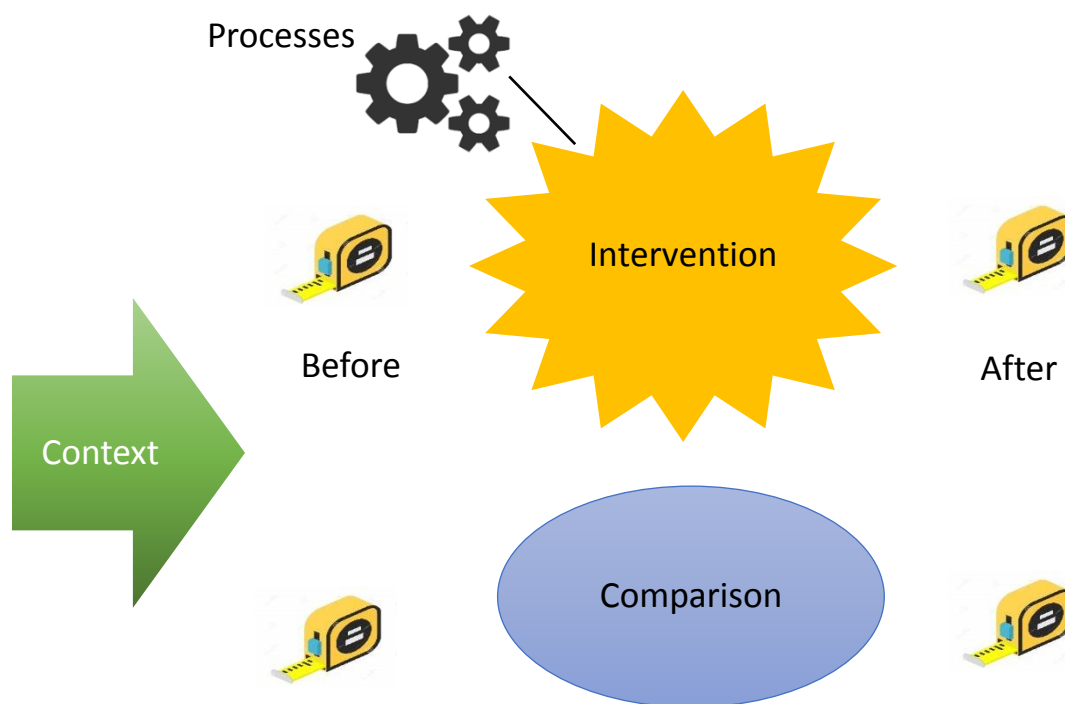 Processes
Intervention
Before
After
Context
Comparison